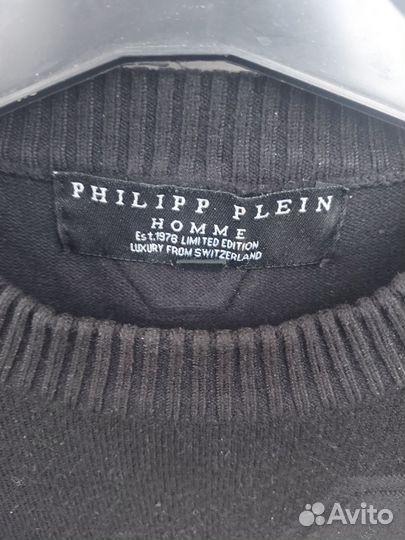 PHILIPP PLEIN
HOMME
Est.1978 LIMITED EDITION
LUXURY FROM SWITZERLAND
Avito